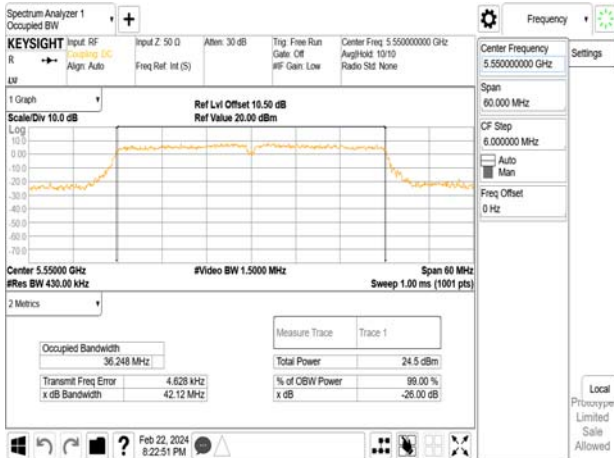 Spectrum Analyzer 1
Occupied BW
+
Frequency
KEYSIGHT
R
Input: RF
Coupling: DC
Align: Auto
Input Z: 50 Ω
Freq Ref: Int (S)
Atten: 30 dB
Trig: Free Run
Gate: Off
#IF Gain: Low
Center Freq: 5.550000000 GHz
Avg|Hold: 10/10
Radio Std: None
Center Frequency
5.550000000 GHz
Settings
Span
60.000 MHz
CF Step
6.000000 MHz
Auto
Man
Freq Offset
0 Hz
1 Graph
Scale/Div 10.0 dB
Ref Lvl Offset 10.50 dB
Ref Value 20.00 dBm
Log
10.0
0.00
-10.0
-20.0
-30.0
-40.0
-50.0
-60.0
-70.0
Center 5.55000 GHz
#Video BW 1.5000 MHz
Span 60 MHz
#Res BW 430.00 kHz
Sweep 1.00 ms (1001 pts)
2 Metrics
Measure Trace
Trace 1
Occupied Bandwidth
36.248 MHz
Total Power
24.5 dBm
Transmit Freq Error
4.628 kHz
% of OBW Power
99.00 %
x dB Bandwidth
42.12 MHz
x dB
-26.00 dB
Local
Prototype
Limited
Sale
Allowed
?
Feb 22, 2024
8:22:51 PM